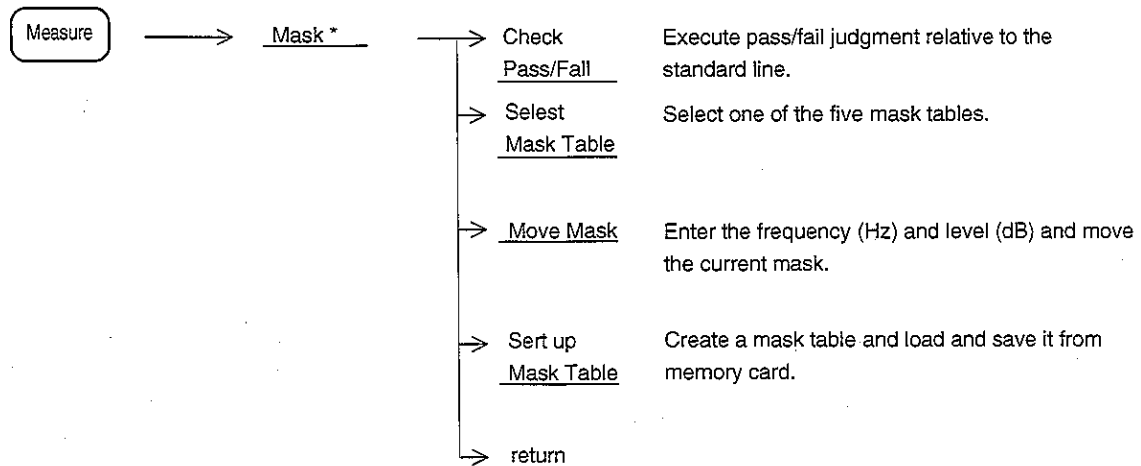 Measure
Mask *
Check
Pass/Fall
Execute pass/fail judgment relative to the
standard line.
Selest
Mask Table
Select one of the five mask tables.
Move Mask
Enter the frequency (Hz) and level (dB) and move
the current mask.
Sert up
Mask Table
Create a mask table and load and save it from
memory card.
return